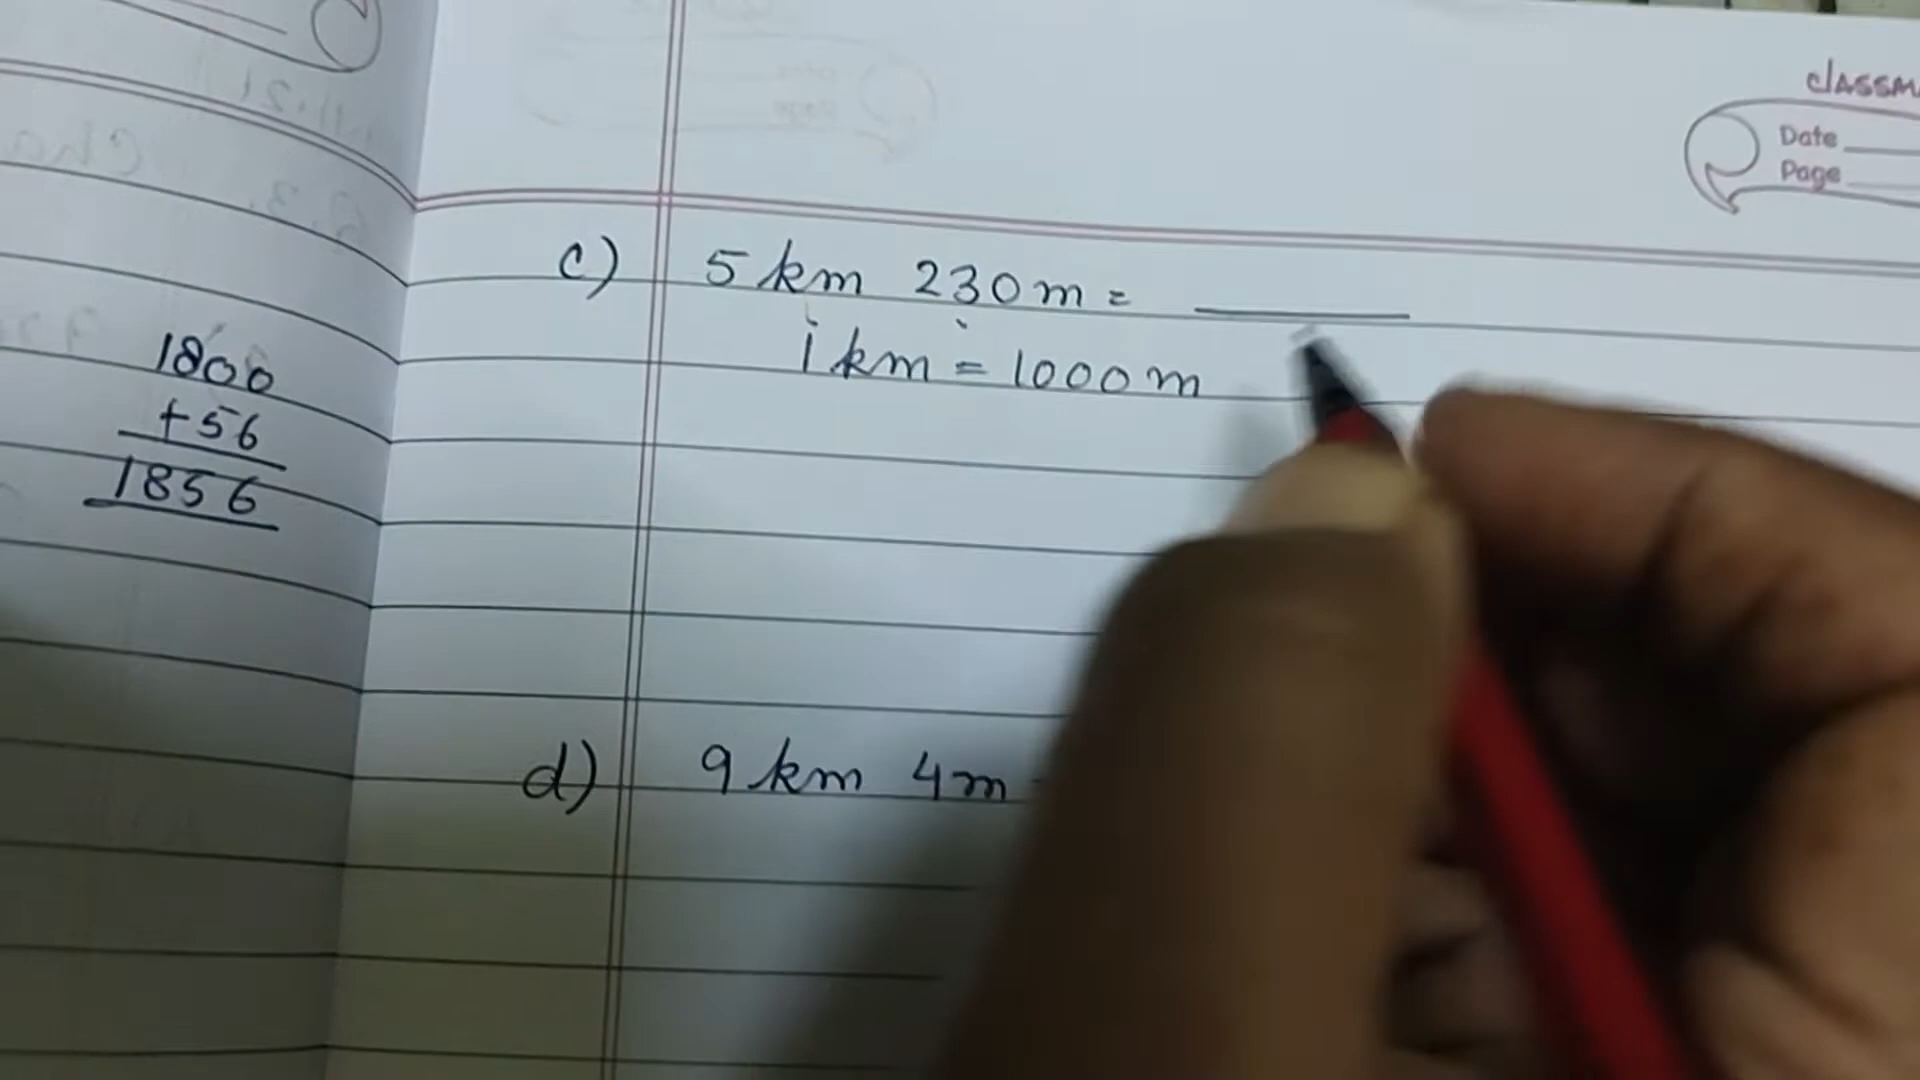 1800
+56
1856
classm
Date
Page
c) 5 km 230 m =
1 km = 1000 m
d) 9 km 4 m